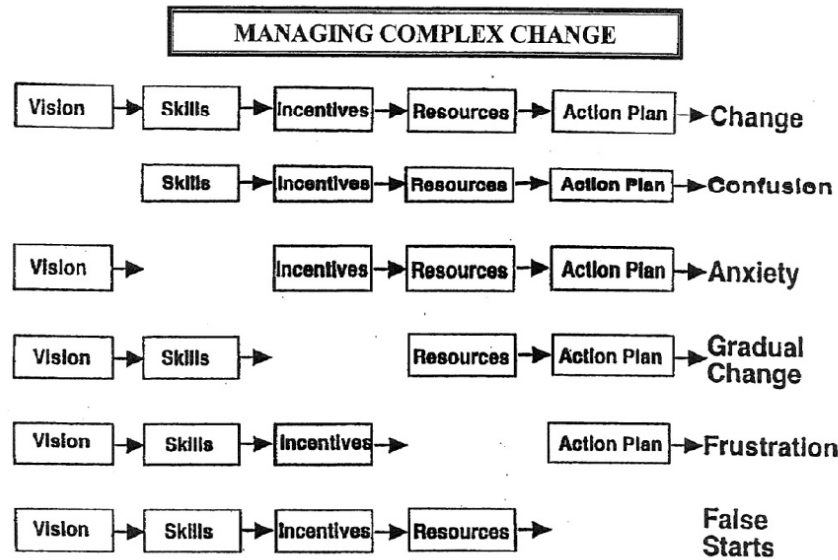 MANAGING COMPLEX CHANGE
Vision Skills Incentives Resources Action Plan Change
Skills Incentives Resources Action Plan Confusion
Vision Incentives Resources Action Plan Anxiety
Vision Skills Resources Action Plan Gradual
Change
Vision Skills Incentives Action Plan Frustration
Vision Skills Incentives Resources False
Starts